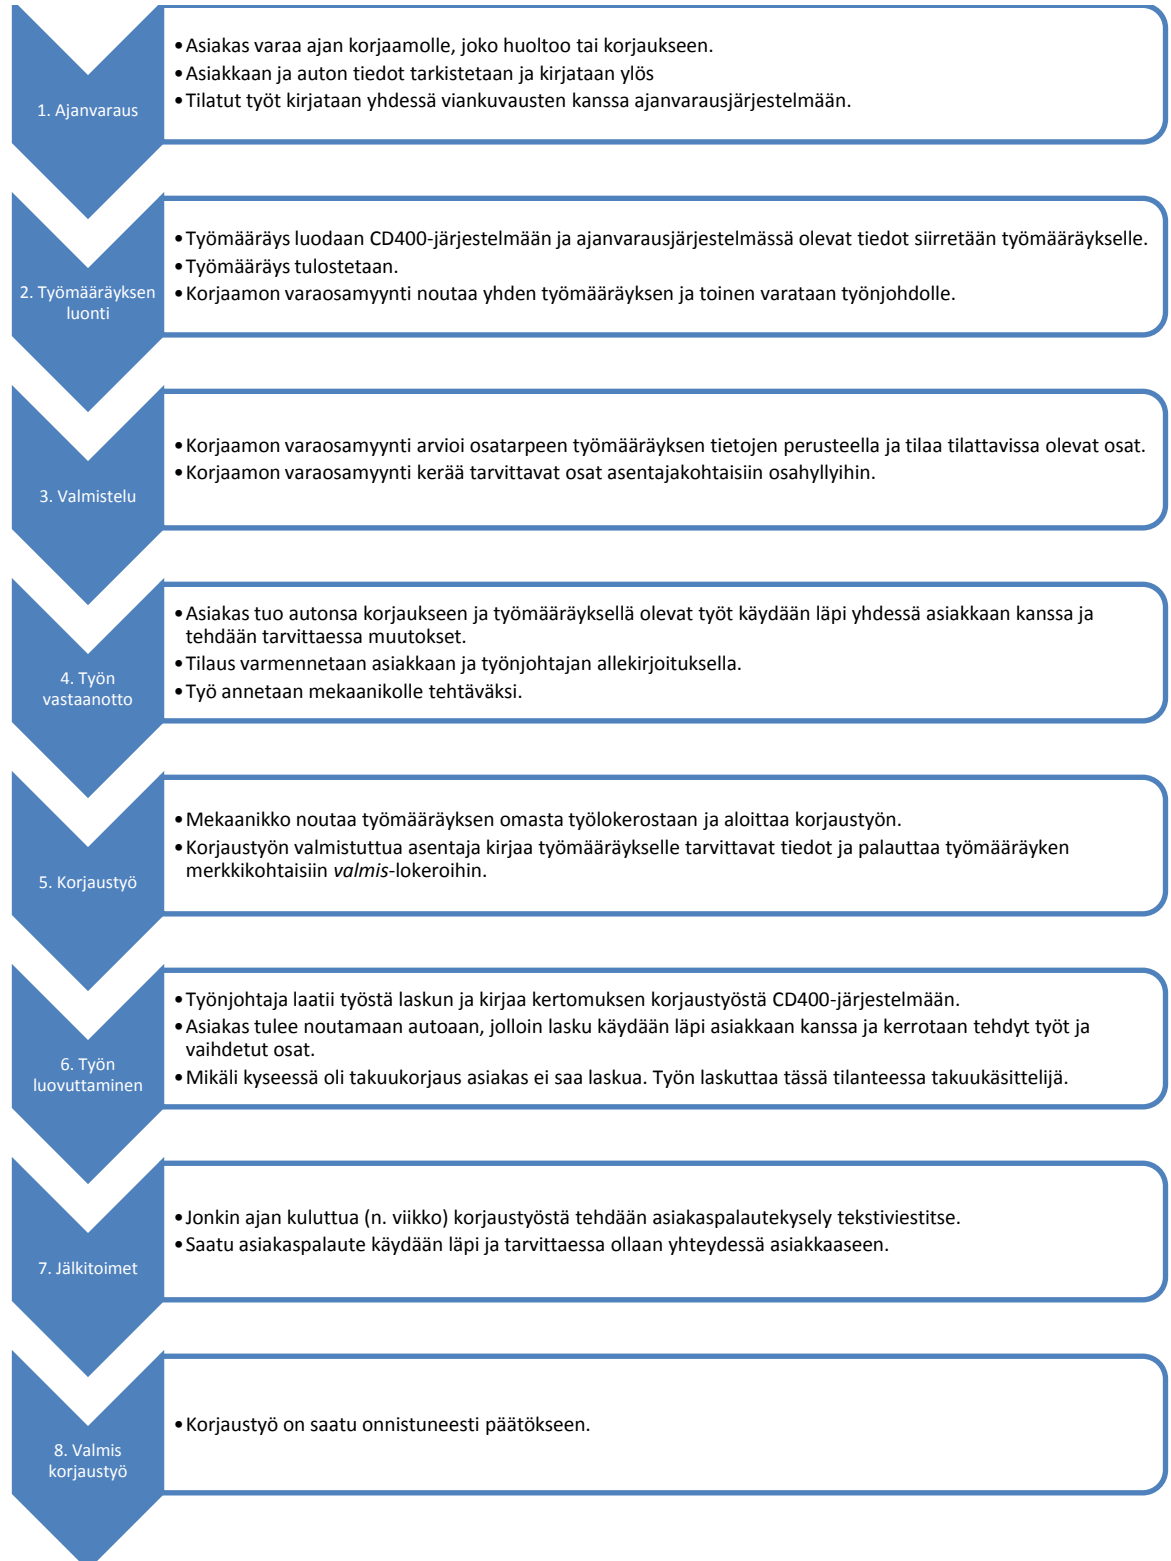 1. Ajanvaraus
•Asiakas varaa ajan korjaamolle, joko huoltoo tai korjaukseen.
•Asiakkaan ja auton tiedot tarkistetaan ja kirjataan ylös
•Tilatut työt kirjataan yhdessä viankuvausten kanssa ajanvarausjärjestelmään.
2. Työmääräyksen
luonti
•Työmääräys luodaan CD400-järjestelmään ja ajanvarausjärjestelmässä olevat tiedot siirretään työmääräykselle.
•Työmääräys tulostetaan.
•Korjaamon varaosamyynti noutaa yhden työmääräyksen ja toinen varataan työnjohdolle.
3. Valmistelu
•Korjaamon varaosamyynti arvioi osatarpeen työmääräyksen tietojen perusteella ja tilaa tilattavissa olevat osat.
•Korjaamon varaosamyynti kerää tarvittavat osat asentajakohtaisiin osahyllyihin.
4. Työn
vastaanotto
•Asiakas tuo autonsa korjaukseen ja työmääräyksellä olevat työt käydään läpi yhdessä asiakkaan kanssa ja
tehdään tarvittaessa muutokset.
•Tilaus varmennetaan asiakkaan ja työnjohtajan allekirjoituksella.
•Työ annetaan mekaanikolle tehtäväksi.
5. Korjaustyö
•Mekaanikko noutaa työmääräyksen omasta työlokerostaan ja aloittaa korjaustyön.
•Korjaustyön valmistuttua asentaja kirjaa työmääräykselle tarvittavat tiedot ja palauttaa työmääräyken
merkkikohtaisiin valmis-lokeroihin.
6. Työn
luovuttaminen
•Työnjohtaja laatii työstä laskun ja kirjaa kertomuksen korjaustyöstä CD400-järjestelmään.
•Asiakas tulee noutamaan autoaan, jolloin lasku käydään läpi asiakkaan kanssa ja kerrotaan tehdyt työt ja
vaihdetut osat.
•Mikäli kyseessä oli takuukorjaus asiakas ei saa laskua. Työn laskuttaa tässä tilanteessa takuukäsittelijä.
7. Jälkitoimet
•Jonkin ajan kuluttua (n. viikko) korjaustyöstä tehdään asiakaspalautekysely tekstiviestitse.
•Saatu asiakaspalaute käydään läpi ja tarvittaessa ollaan yhteydessä asiakkaaseen.
8. Valmis
korjaustyö
•Korjaustyö on saatu onnistuneesti päätökseen.